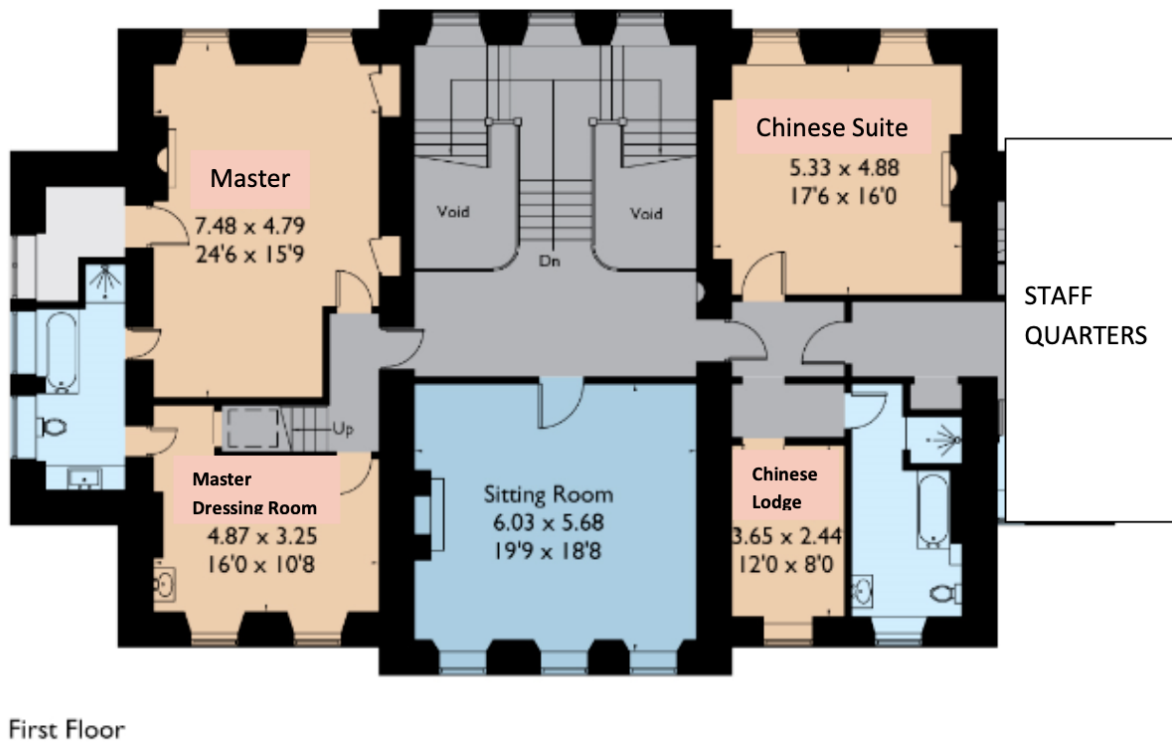 Master
7.48 x 4.79
24'6 x 15'9
Void
Void
Dn
Chinese Suite
5.33 x 4.88
17'6 x 16'0
STAFF
QUARTERS
Up
Master
Dressing Room
4.87 x 3.25
16'0 x 10'8
Sitting Room
6.03 x 5.68
19'9 x 18'8
Chinese
Lodge
3.65 x 2.44
12'0 x 8'0
First Floor